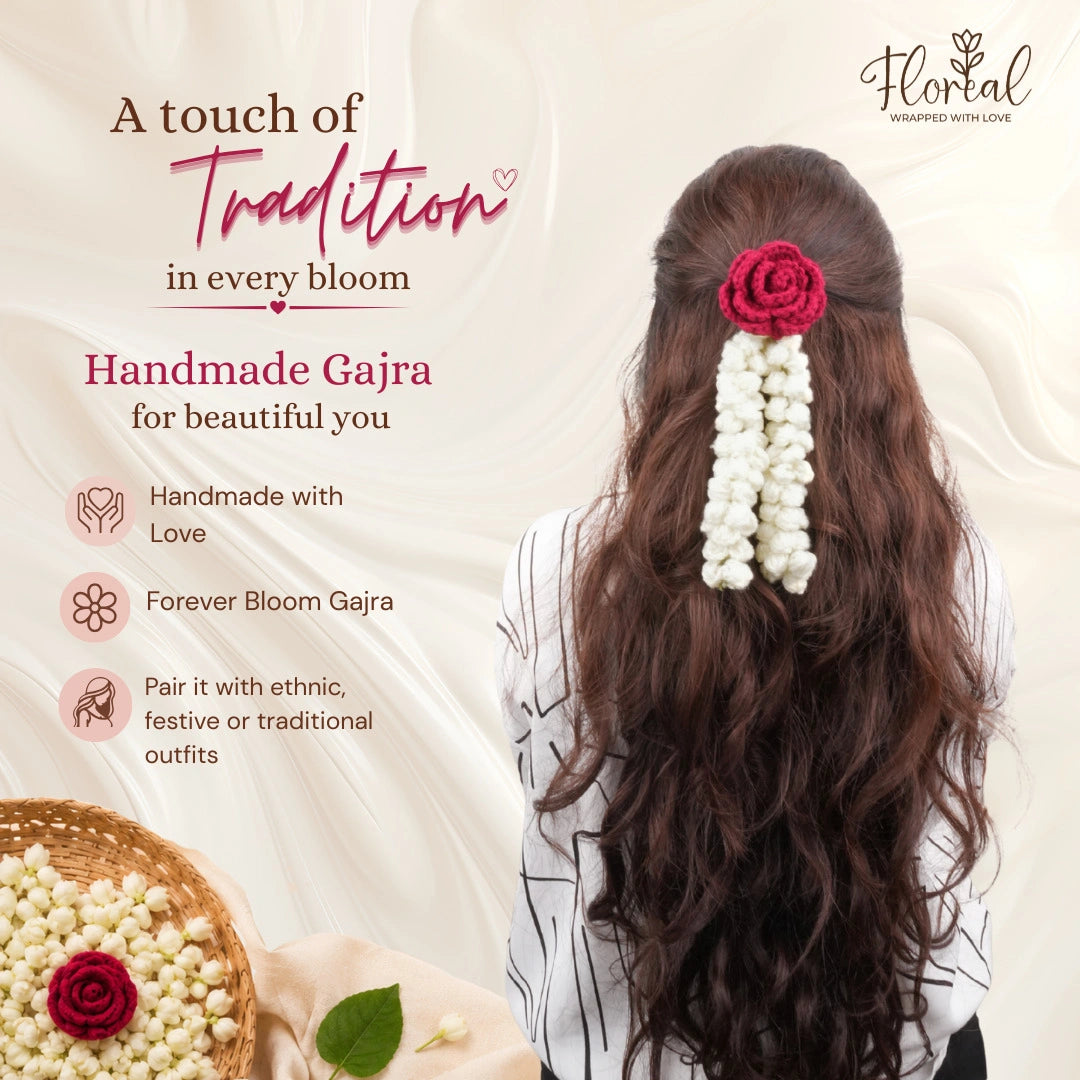 Floreal
WRAPPED WITH LOVE
A touch of
Tradition
in every bloom
Handmade Gajra
for beautiful you
Handmade with
Love
Forever Bloom Gajra
Pair it with ethnic,
festive or traditional
outfits